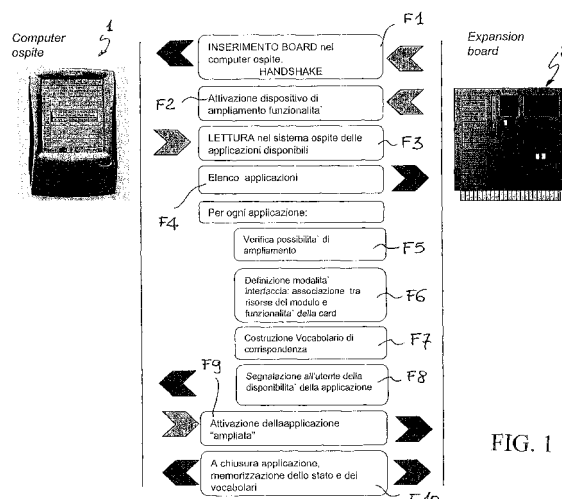 Computer
ospite
1
F1
INSERIMENTO BOARD nel
computer ospite.
HANDSHAKE
Expansion
board
F2
Attivazione dispositivo di
ampliamento funzionalita'
LETTURA nel sistema ospite delle
applicazioni disponibili
F3
Elenco applicazioni
F4
Per ogni applicazione:
Verifica possibilita' di
ampliamento
F5
Definizione modalita'
interfaccia: associazione tra
risorse del modulo e
funzionalita' della card
F6
Costruzione Vocabolario di
corrispondenza
F7
Segnalazione all'utente della
disponibilita' della applicazione
F8
F9
Attivazione dellaapplicazione
"ampliata"
FIG. 1
A chiusura applicazione,
memorizzazione dello stato e dei
vocabolari
F10